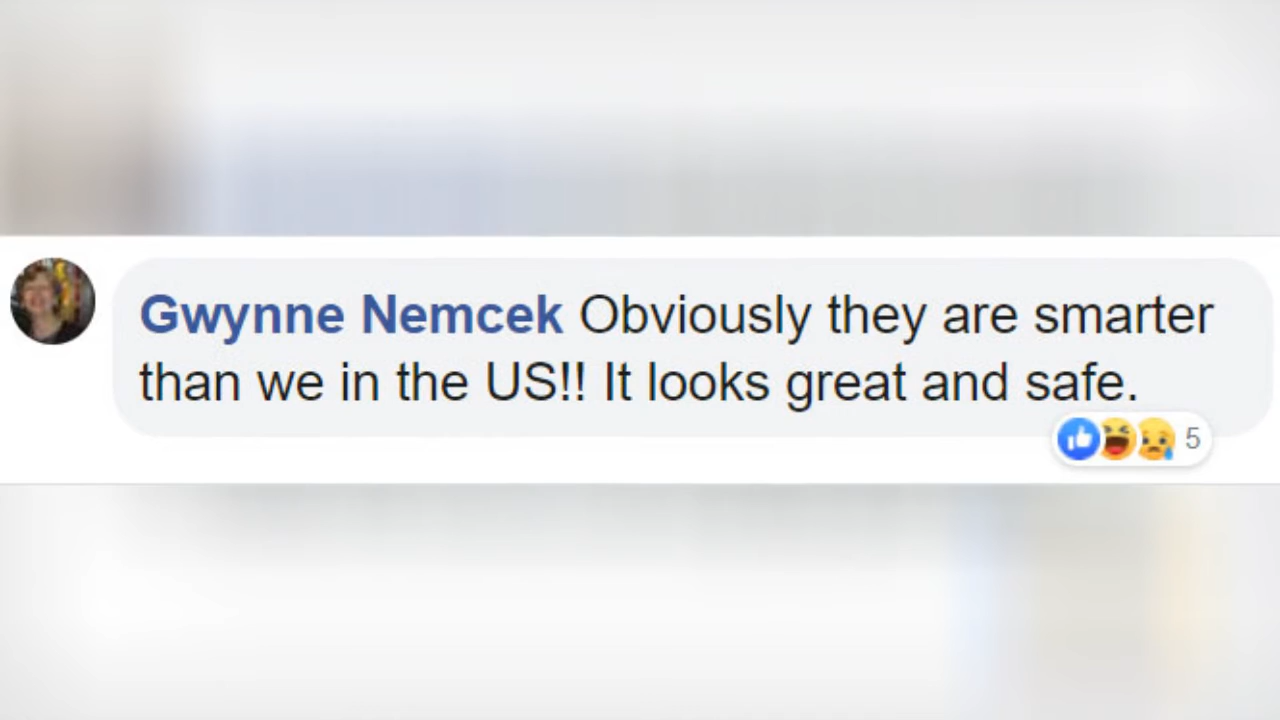 Gwynne Nemcek Obviously they are smarter
than we in the US!! It looks great and safe.
5